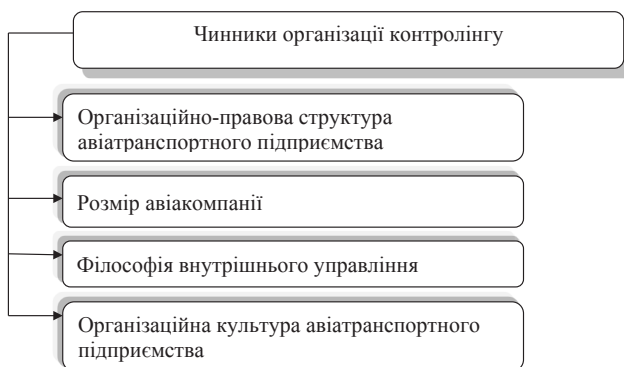 Чинники організації контролінгу
Організаційно-правова структура
авіатранспортного підприємства
Розмір авіакомпанії
Філософія внутрішнього управління
Організаційна культура авіатранспортного
підприємства